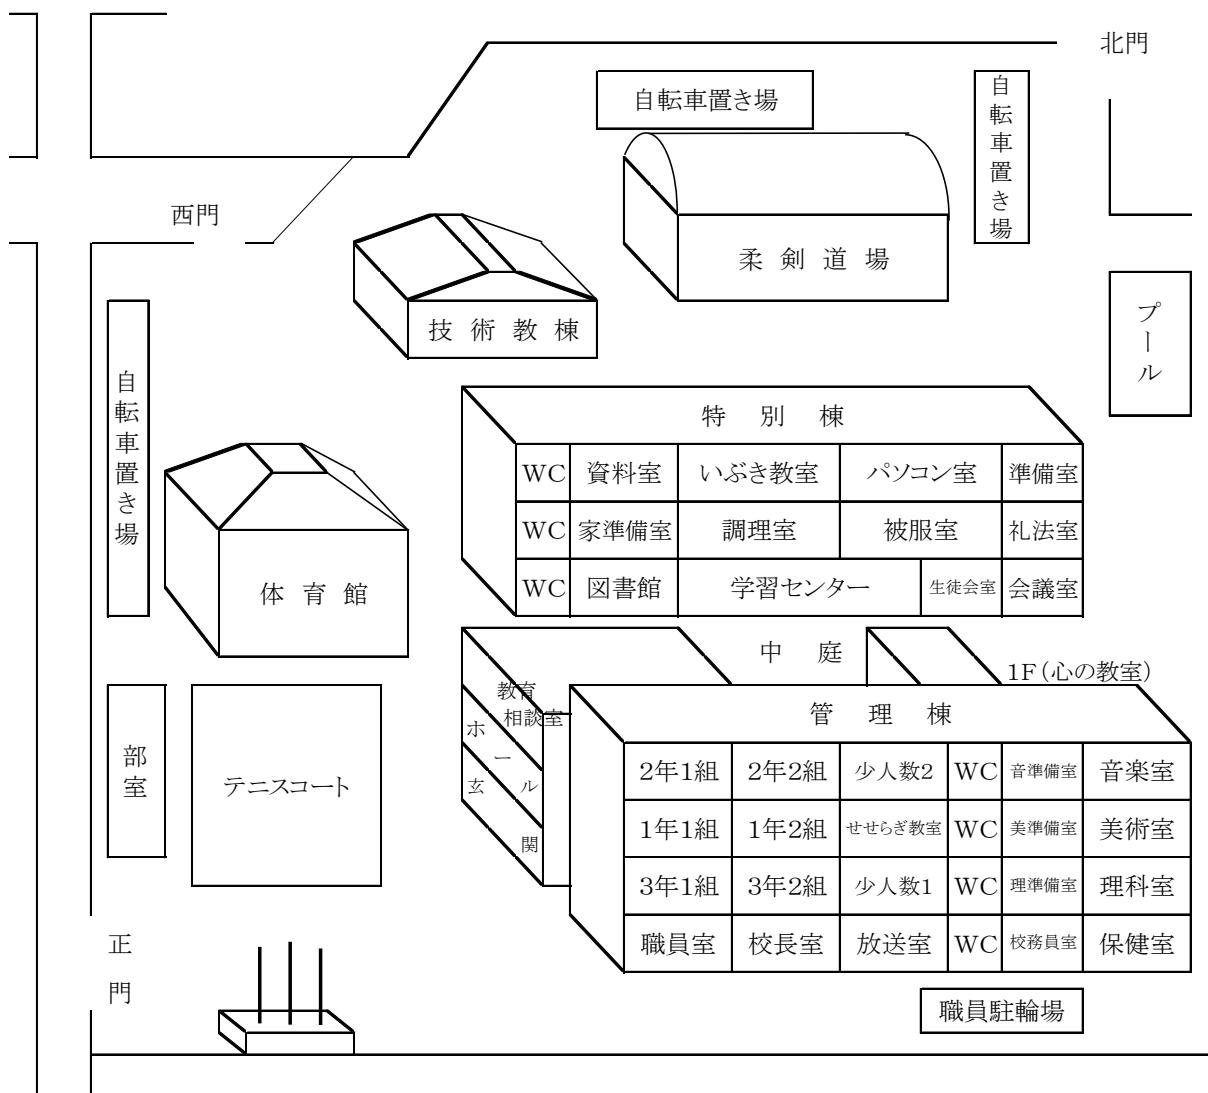 北門
自転車置き場
自転車置き場
西門
柔剣道場
技術教棟
プール
自転車置き場
特別棟
WC 資料室 いぶき教室 パソコン室 準備室
WC 家準備室 調理室 被服室 礼法室
WC 図書館 学習センター 生徒会室 会議室
体育館
中庭
1F(心の教室)
教育
相談室
ホール
玄関
管理棟
部室
テニスコート
2年1組 2年2組 少人数2 WC 音準備室 音楽室
1年1組 1年2組 せせらぎ教室 WC 美準備室 美術室
3年1組 3年2組 少人数1 WC 理準備室 理科室
職員室 校長室 放送室 WC 校務員室 保健室
正門
職員駐輪場